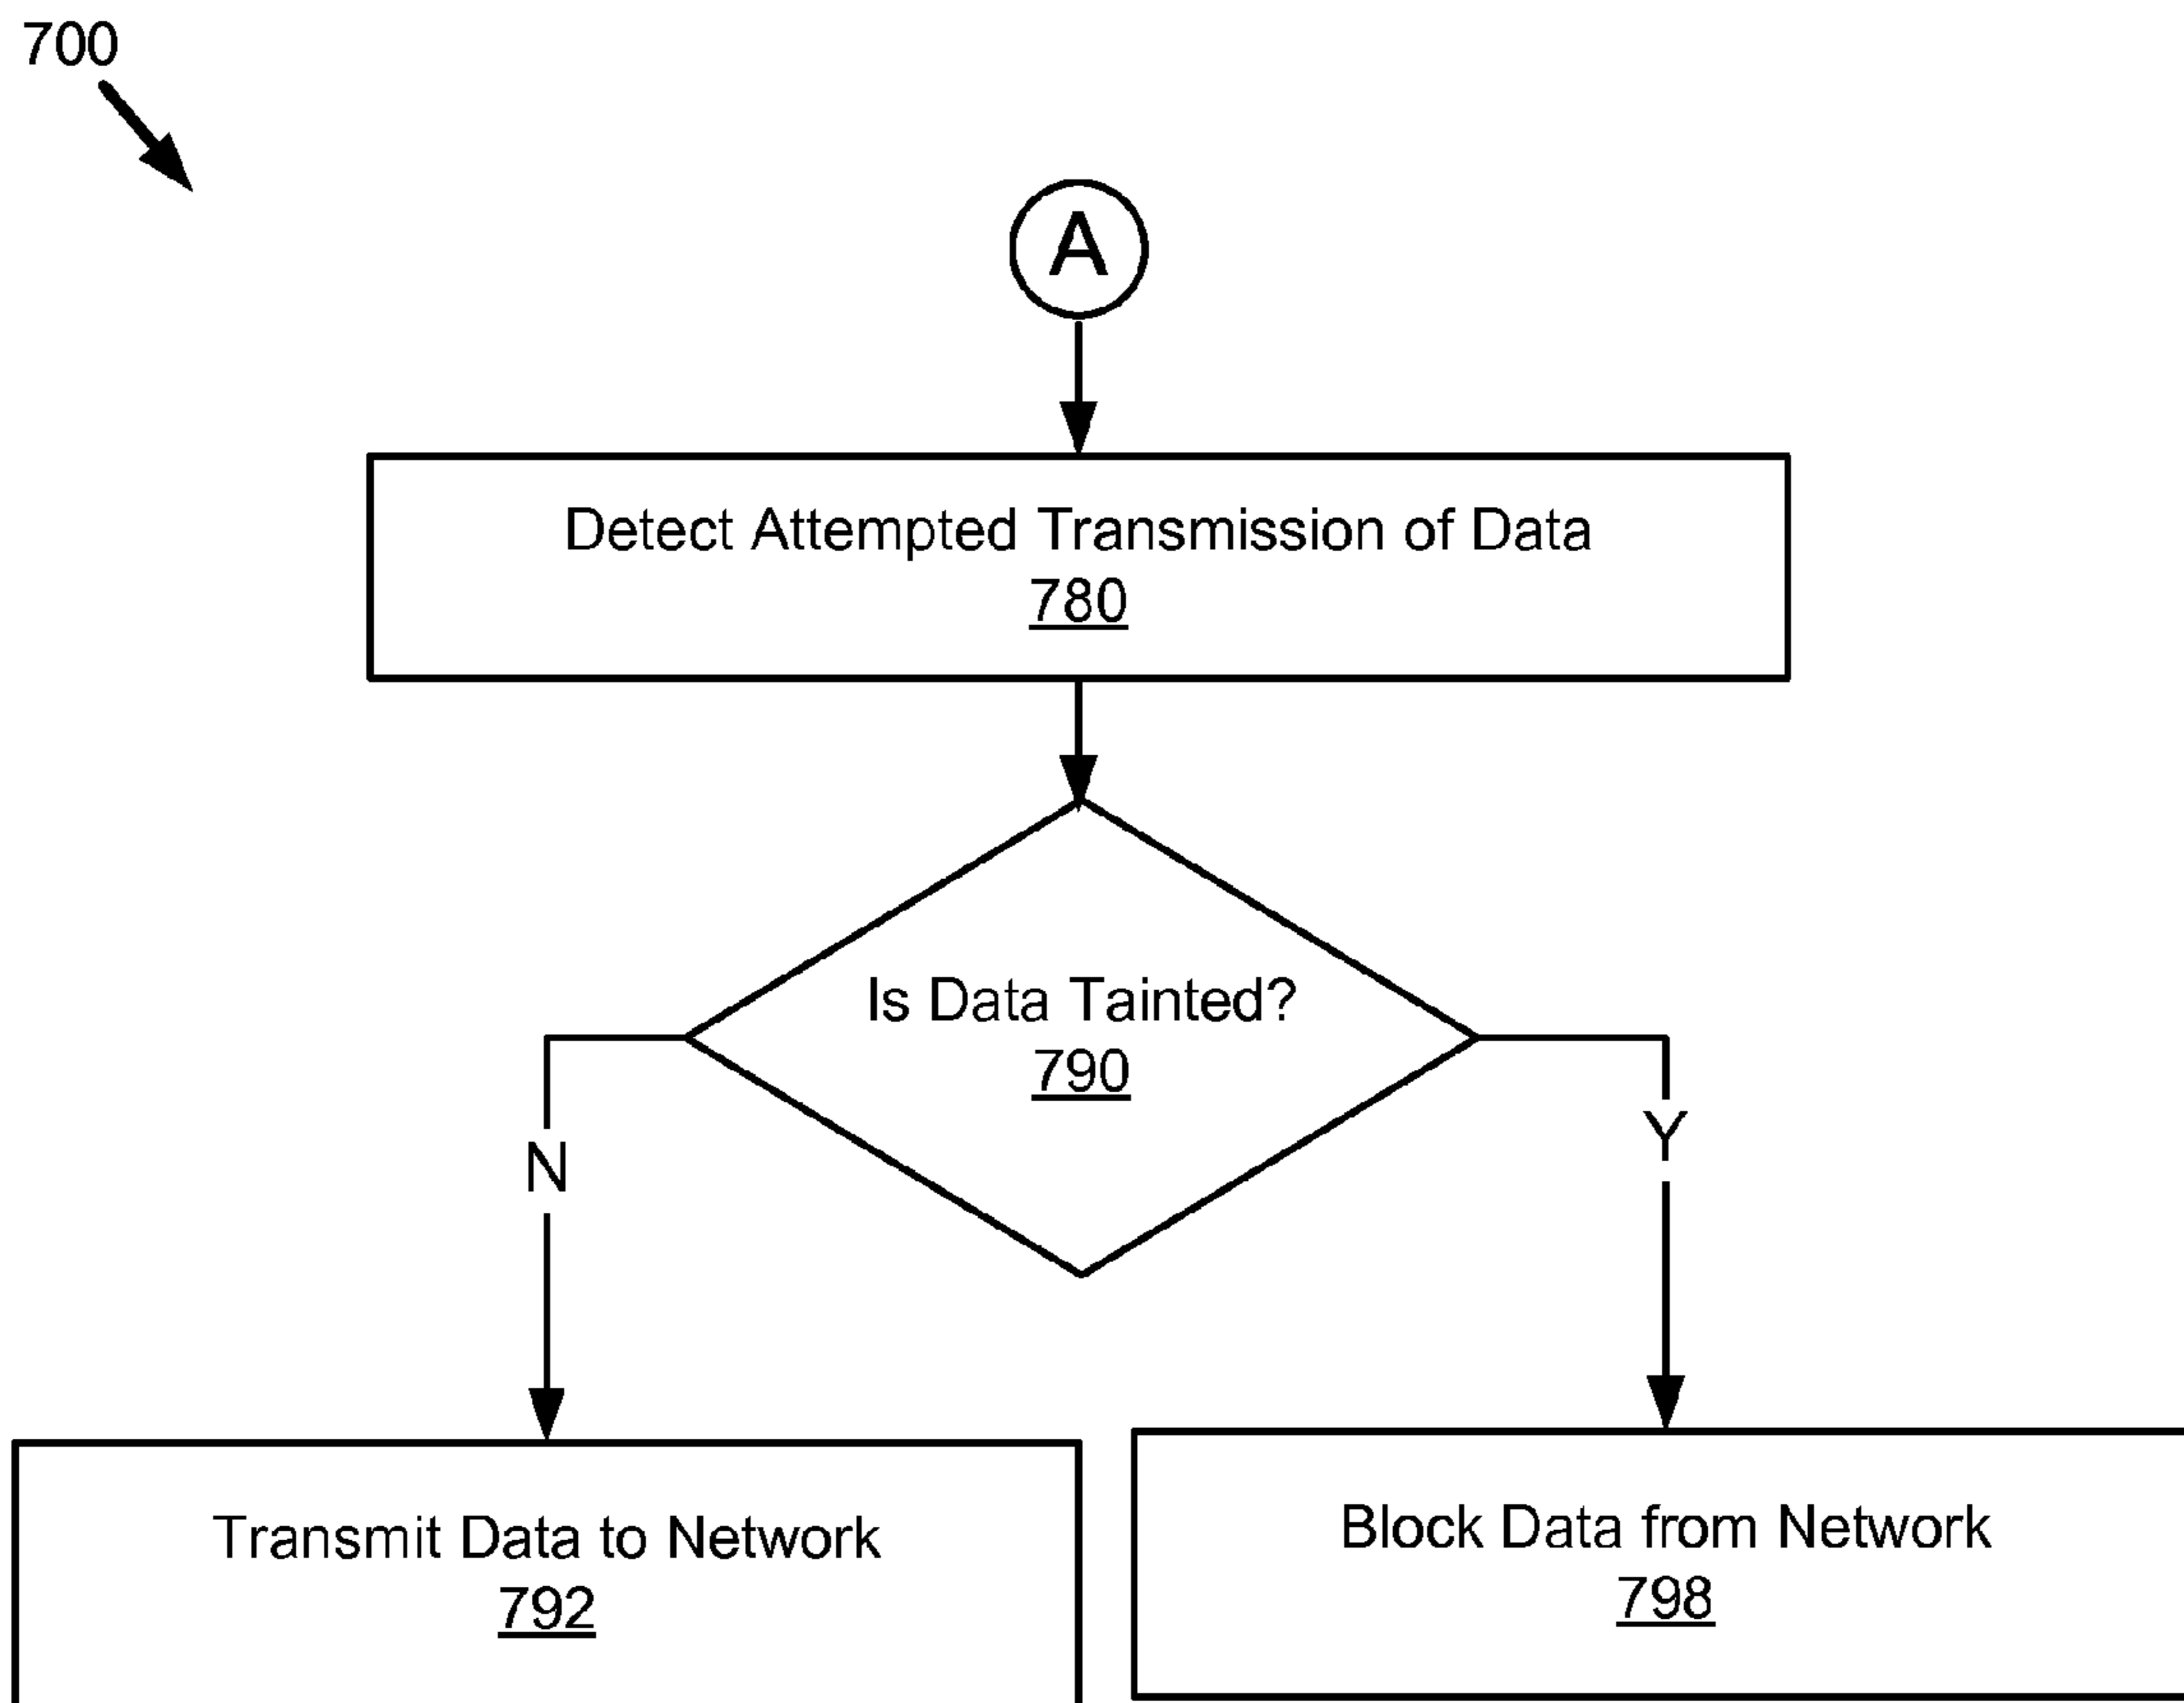 700
A
Detect Attempted Transmission of Data
780
Is Data Tainted?
790
N
Y
Transmit Data to Network
792
Block Data from Network
798